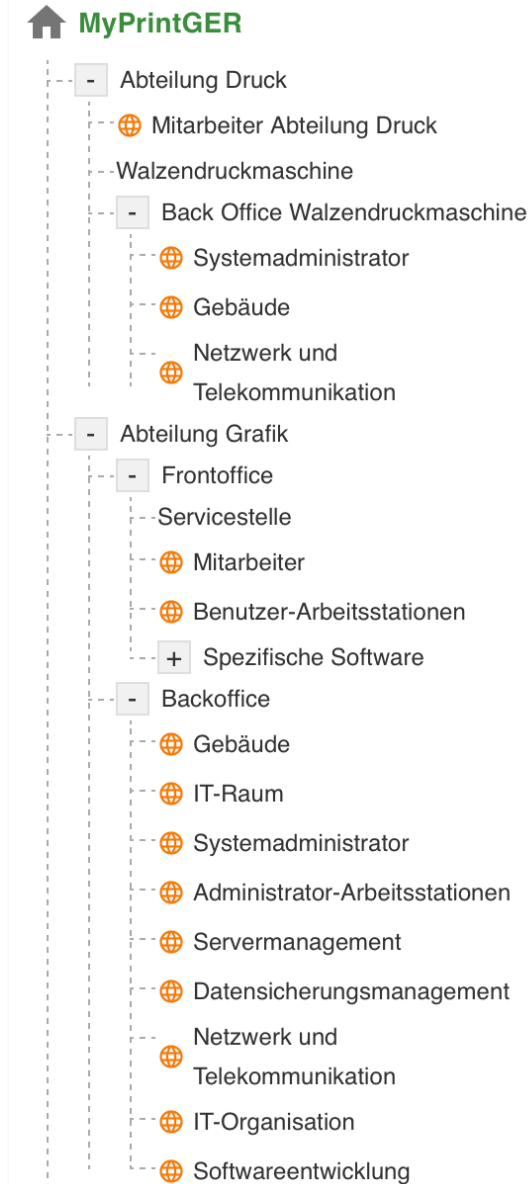 MyPrintGER
- Abteilung Druck
Mitarbeiter Abteilung Druck
Walzendruckmaschine
- Back Office Walzendruckmaschine
Systemadministrator
Gebäude
Netzwerk und
Telekommunikation
- Abteilung Grafik
- Frontoffice
Servicestelle
Mitarbeiter
Benutzer-Arbeitsstationen
+ Spezifische Software
- Backoffice
Gebäude
IT-Raum
Systemadministrator
Administrator-Arbeitsstationen
Servermanagement
Datensicherungsmanagement
Netzwerk und
Telekommunikation
IT-Organisation
Softwareentwicklung